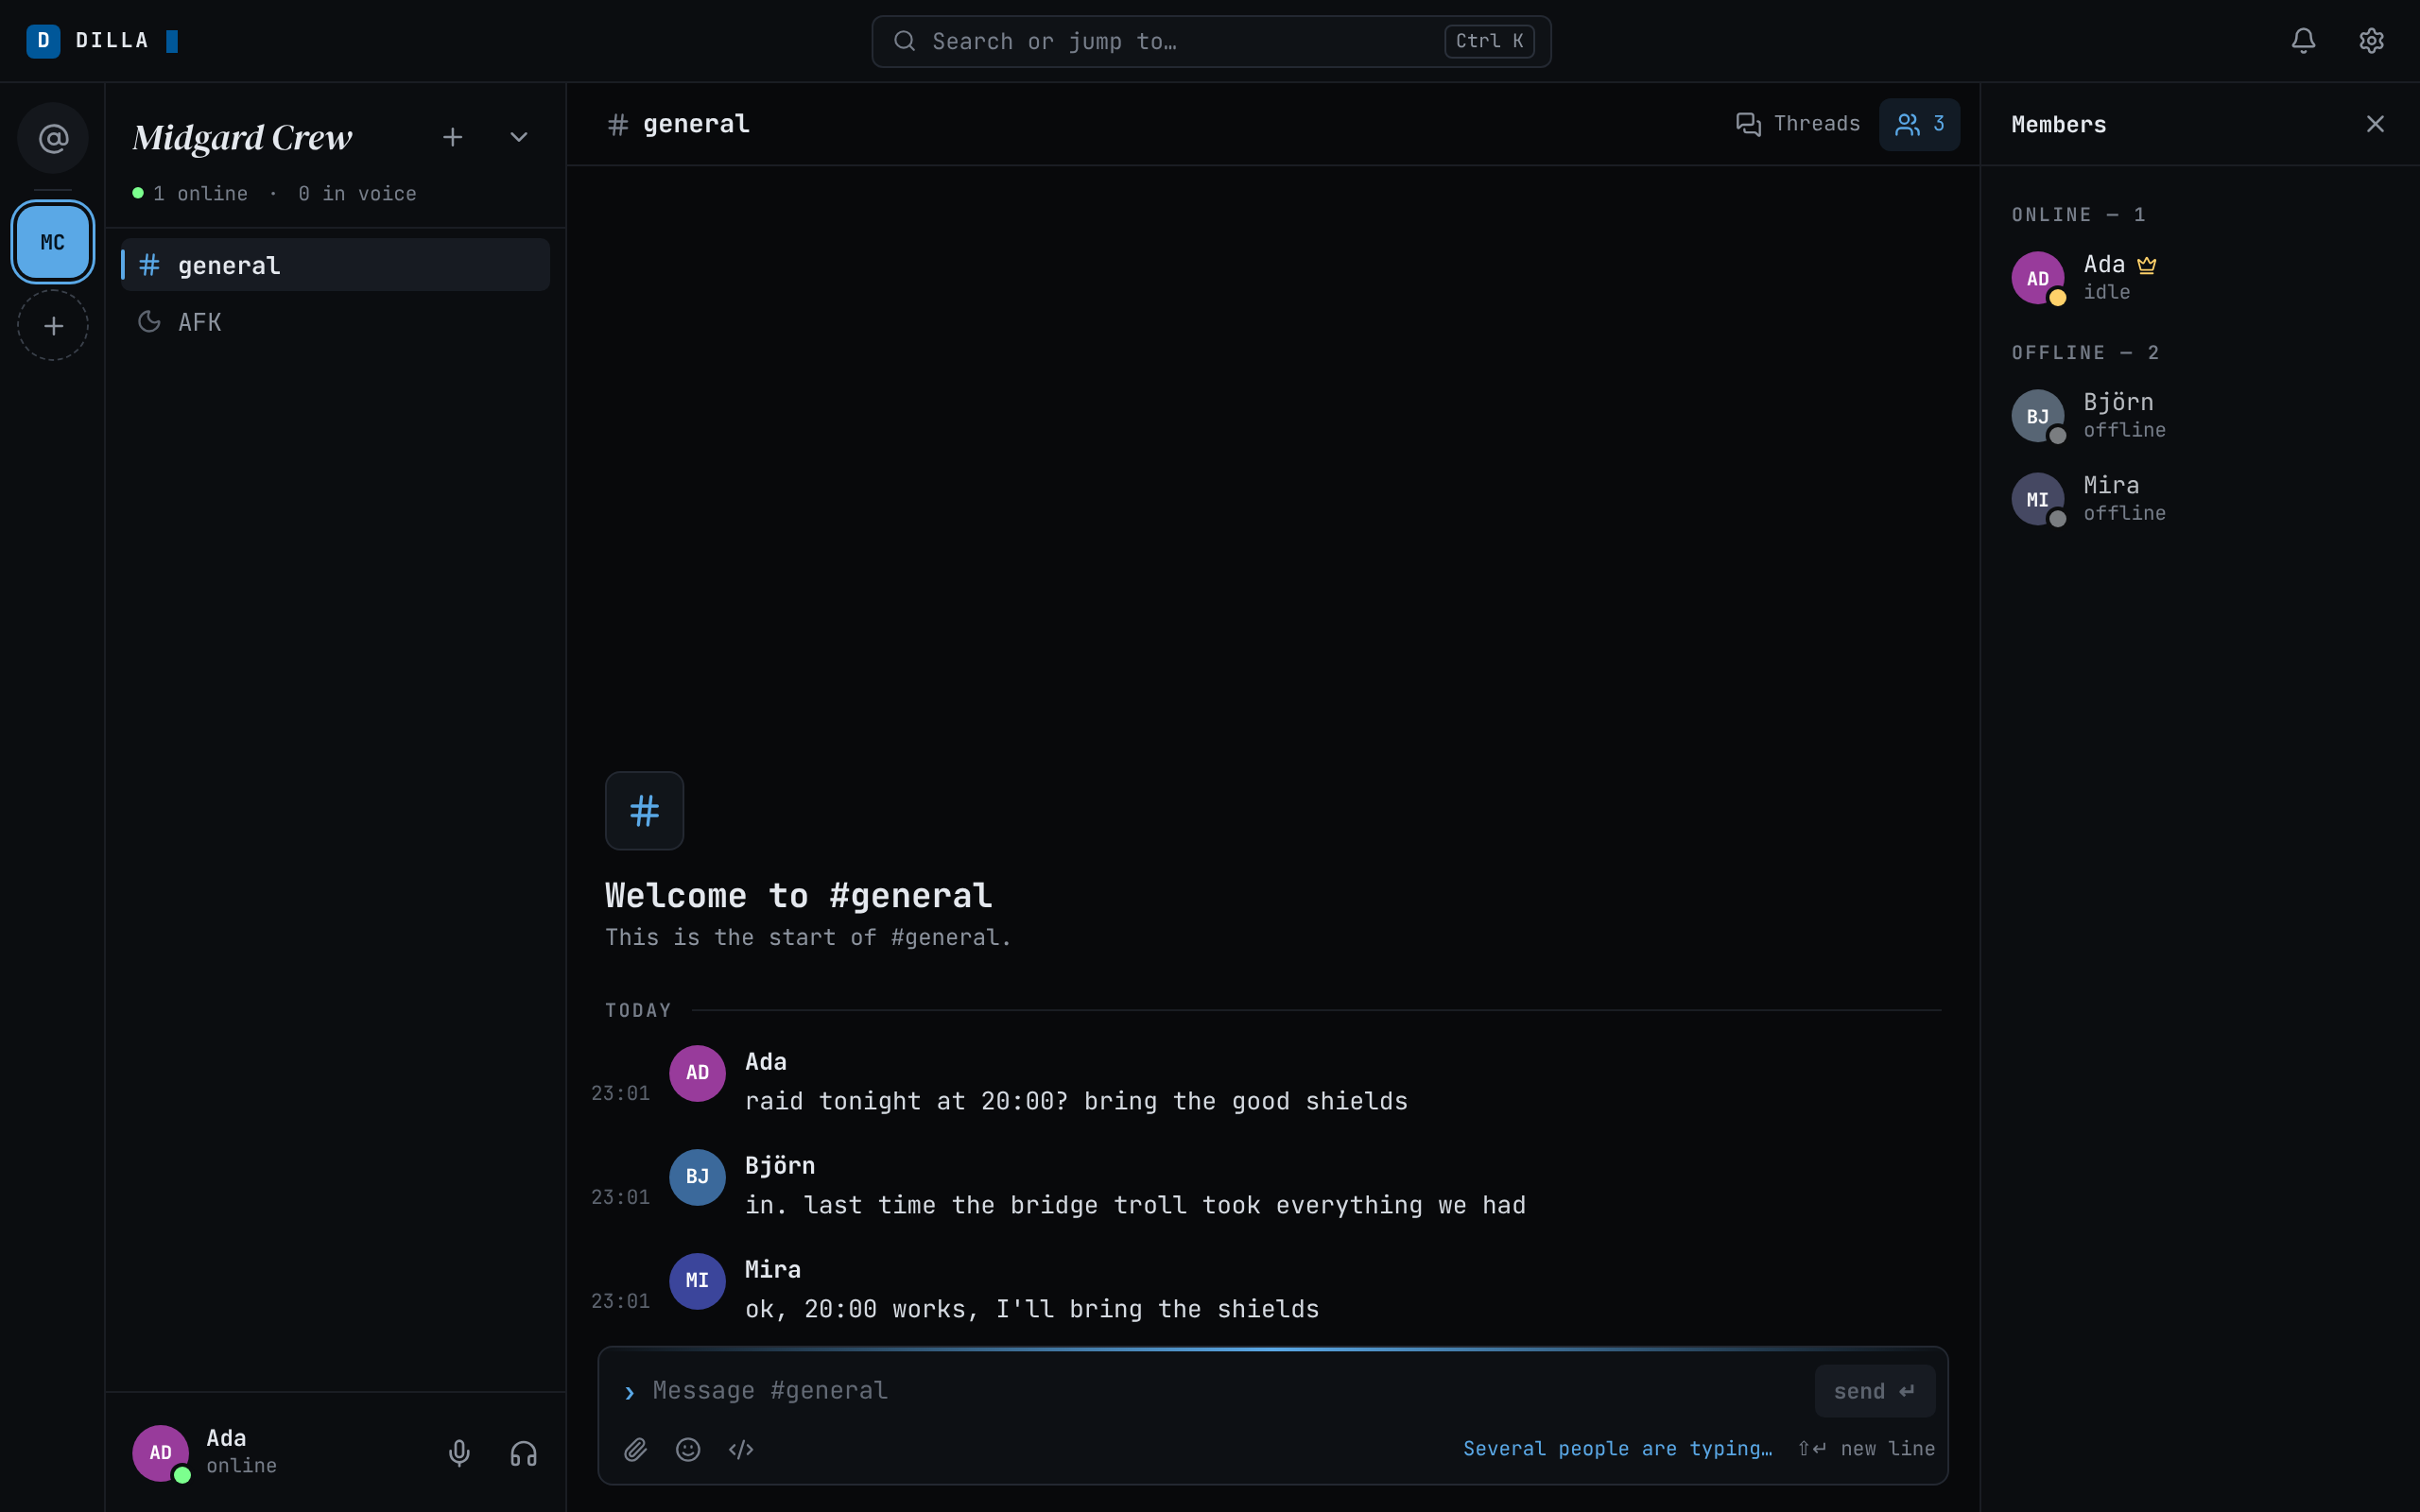 D DILLA
Search or jump to… Ctrl K
@
MC
Midgard Crew
1 online · 0 in voice
# general
AFK
AD Ada
online
# general
Threads 3
#
Welcome to #general
This is the start of #general.
TODAY
AD Ada
23:01 raid tonight at 20:00? bring the good shields
BJ Björn
23:01 in. last time the bridge troll took everything we had
MI Mira
23:01 ok, 20:00 works, I'll bring the shields
› Message #general send ↵
Several people are typing… ⇧↵ new line
Members
ONLINE — 1
AD Ada
idle
OFFLINE — 2
BJ Björn
offline
MI Mira
offline